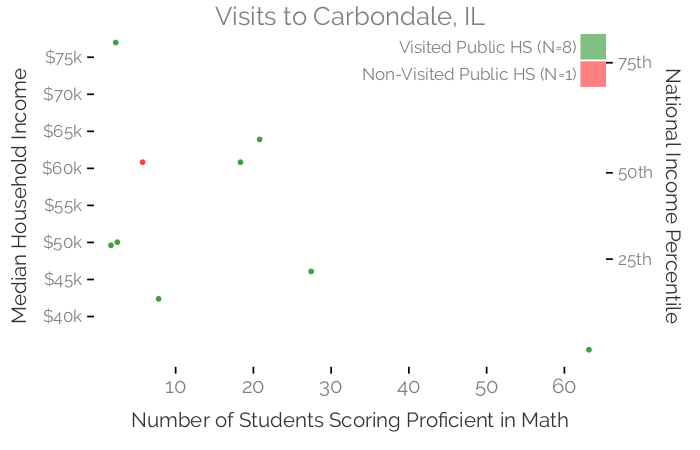 Visits to Carbondale, IL
Visited Public HS (N=8)
Non-Visited Public HS (N=1)
Median Household Income
$75k
$70k
$65k
$60k
$55k
$50k
$45k
$40k
75th
50th
25th
National Income Percentile
10 20 30 40 50 60
Number of Students Scoring Proficient in Math